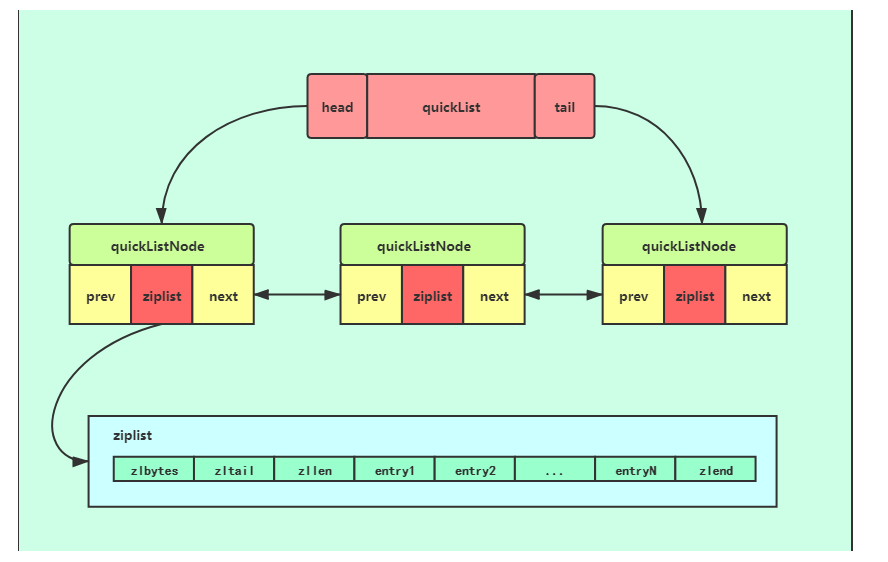 head quickList tail
quickListNode quickListNode quickListNode
prev ziplist next prev ziplist next prev ziplist next
ziplist
zlbytes zltail zllen entry1 entry2 ... entryN zlend